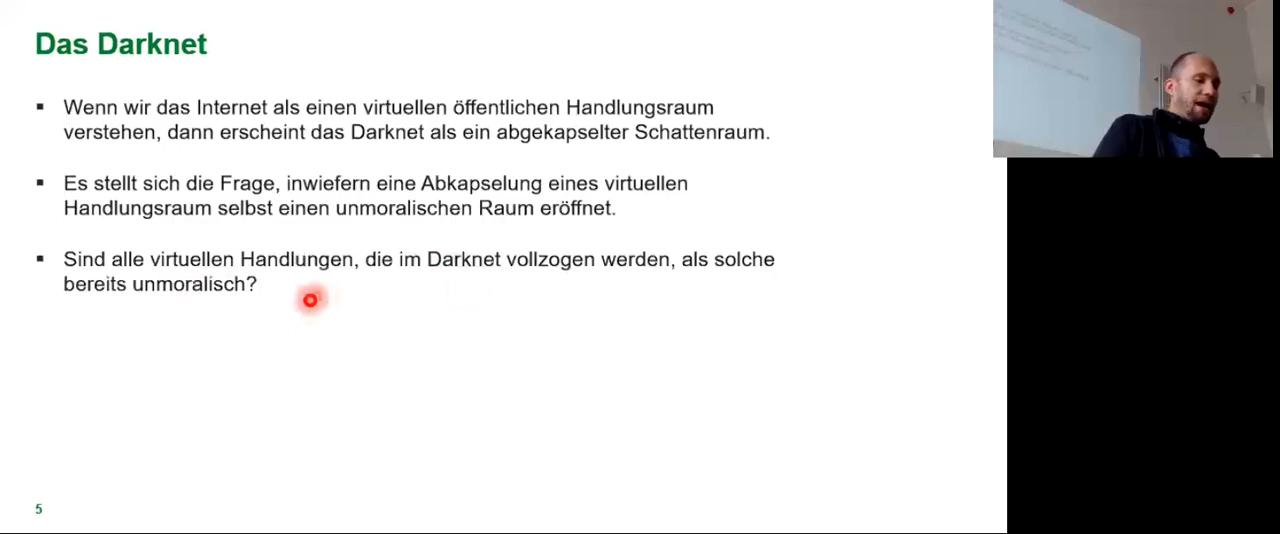 Das Darknet
▪ Wenn wir das Internet als einen virtuellen öffentlichen Handlungsraum
verstehen, dann erscheint das Darknet als ein abgekapselter Schattenraum.
▪ Es stellt sich die Frage, inwiefern eine Abkapselung eines virtuellen
Handlungsraum selbst einen unmoralischen Raum eröffnet.
▪ Sind alle virtuellen Handlungen, die im Darknet vollzogen werden, als solche
bereits unmoralisch?
5